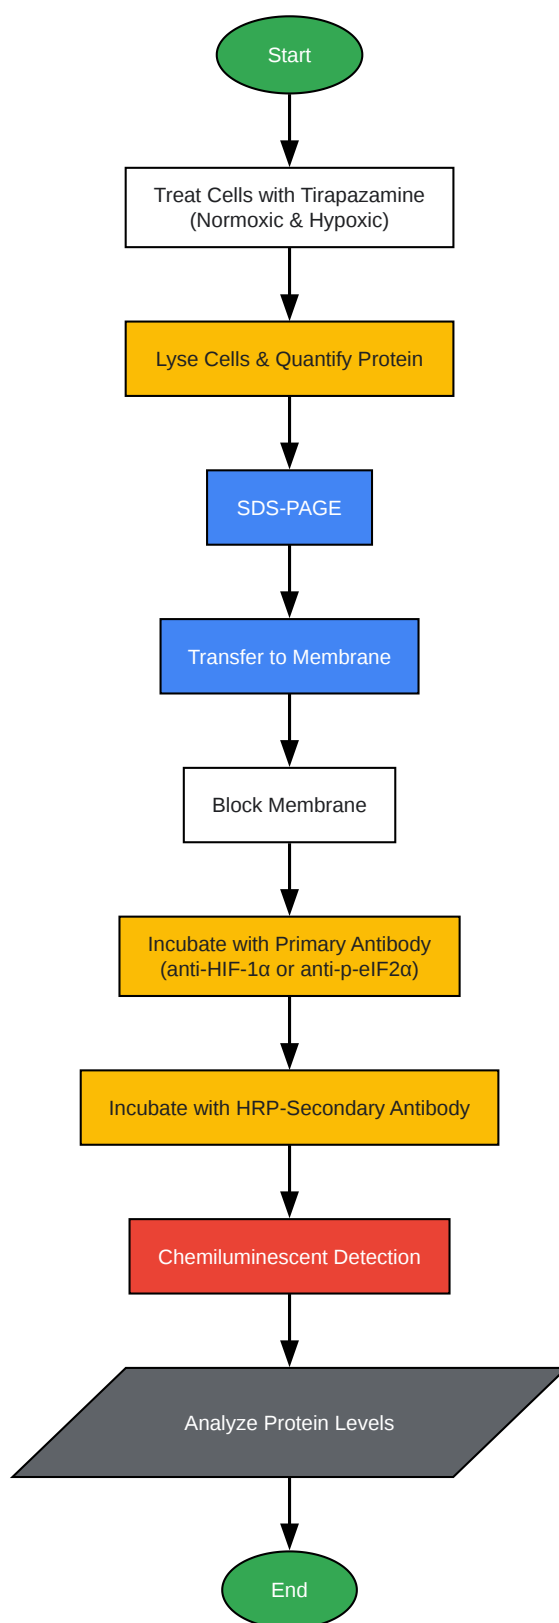 Start
Treat Cells with Tirapazamine
(Normoxic & Hypoxic)
Lyse Cells & Quantify Protein
SDS-PAGE
Transfer to Membrane
Block Membrane
Incubate with Primary Antibody
(anti-HIF-1α or anti-p-eIF2α)
Incubate with HRP-Secondary Antibody
Chemiluminescent Detection
Analyze Protein Levels
End